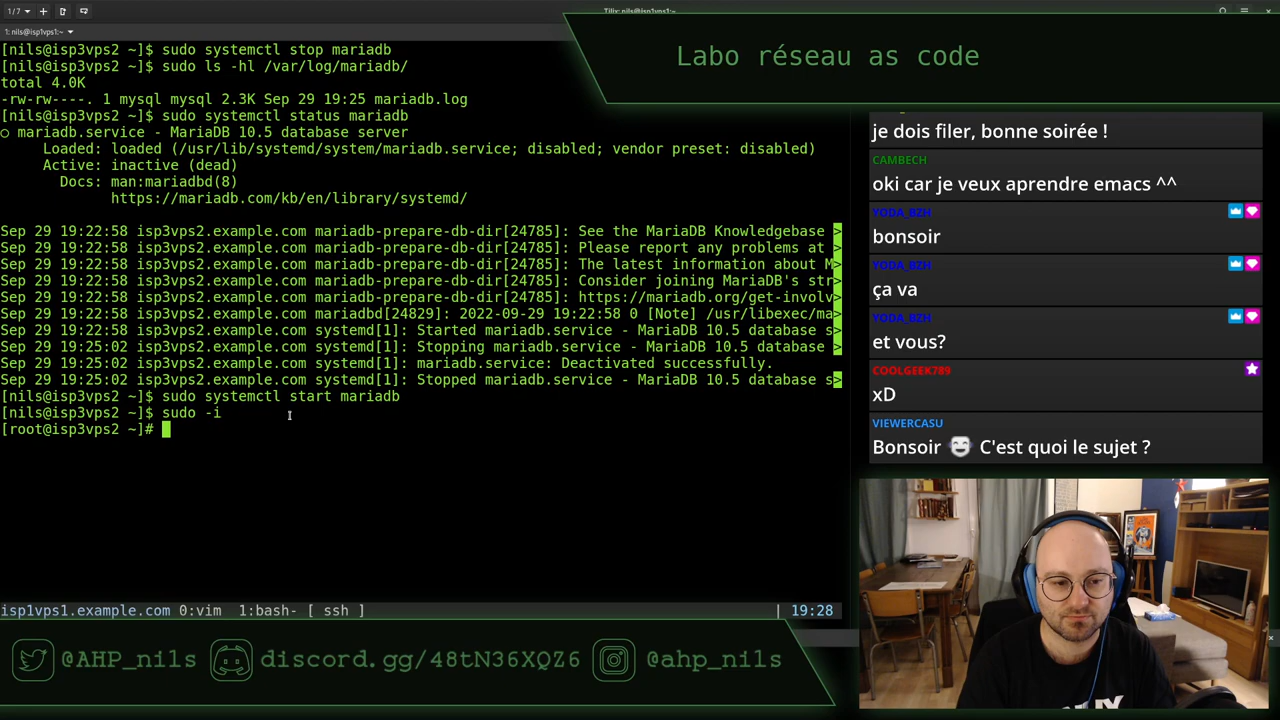 1/7
Tilix: nils@isp1vps1:~
1: nils@isp1vps1:~
[nils@isp3vps2 ~]$ sudo systemctl stop mariadb
[nils@isp3vps2 ~]$ sudo ls -hl /var/log/mariadb/
total 4.0K
-rw-rw----. 1 mysql mysql 2.3K Sep 29 19:25 mariadb.log
[nils@isp3vps2 ~]$ sudo systemctl status mariadb
○ mariadb.service - MariaDB 10.5 database server
Loaded: loaded (/usr/lib/systemd/system/mariadb.service; disabled; vendor preset: disabled)
Active: inactive (dead)
Docs: man:mariadbd(8)
https://mariadb.com/kb/en/library/systemd/
Sep 29 19:22:58 isp3vps2.example.com mariadb-prepare-db-dir[24785]: See the MariaDB Knowledgebase >
Sep 29 19:22:58 isp3vps2.example.com mariadb-prepare-db-dir[24785]: Please report any problems at >
Sep 29 19:22:58 isp3vps2.example.com mariadb-prepare-db-dir[24785]: The latest information about M>
Sep 29 19:22:58 isp3vps2.example.com mariadb-prepare-db-dir[24785]: Consider joining MariaDB's str>
Sep 29 19:22:58 isp3vps2.example.com mariadb-prepare-db-dir[24785]: https://mariadb.org/get-involv>
Sep 29 19:22:58 isp3vps2.example.com mariadbd[24829]: 2022-09-29 19:22:58 0 [Note] /usr/libexec/ma>
Sep 29 19:22:58 isp3vps2.example.com systemd[1]: Started mariadb.service - MariaDB 10.5 database s>
Sep 29 19:25:02 isp3vps2.example.com systemd[1]: Stopping mariadb.service - MariaDB 10.5 database >
Sep 29 19:25:02 isp3vps2.example.com systemd[1]: mariadb.service: Deactivated successfully.
Sep 29 19:25:02 isp3vps2.example.com systemd[1]: Stopped mariadb.service - MariaDB 10.5 database s>
[nils@isp3vps2 ~]$ sudo systemctl start mariadb
[nils@isp3vps2 ~]$ sudo -i
[root@isp3vps2 ~]#
isp1vps1.example.com 0:vim 1:bash- [ ssh ] | 19:28
Labo réseau as code
je dois filer, bonne soirée !
CAMBECH
oki car je veux aprendre emacs ^^
YODA_BZH
bonsoir
YODA_BZH
ça va
YODA_BZH
et vous?
COOLGEEK789
xD
VIEWERCASU
Bonsoir C'est quoi le sujet ?
@AHP_nils discord.gg/48tN36XQZ6 @ahp_nils